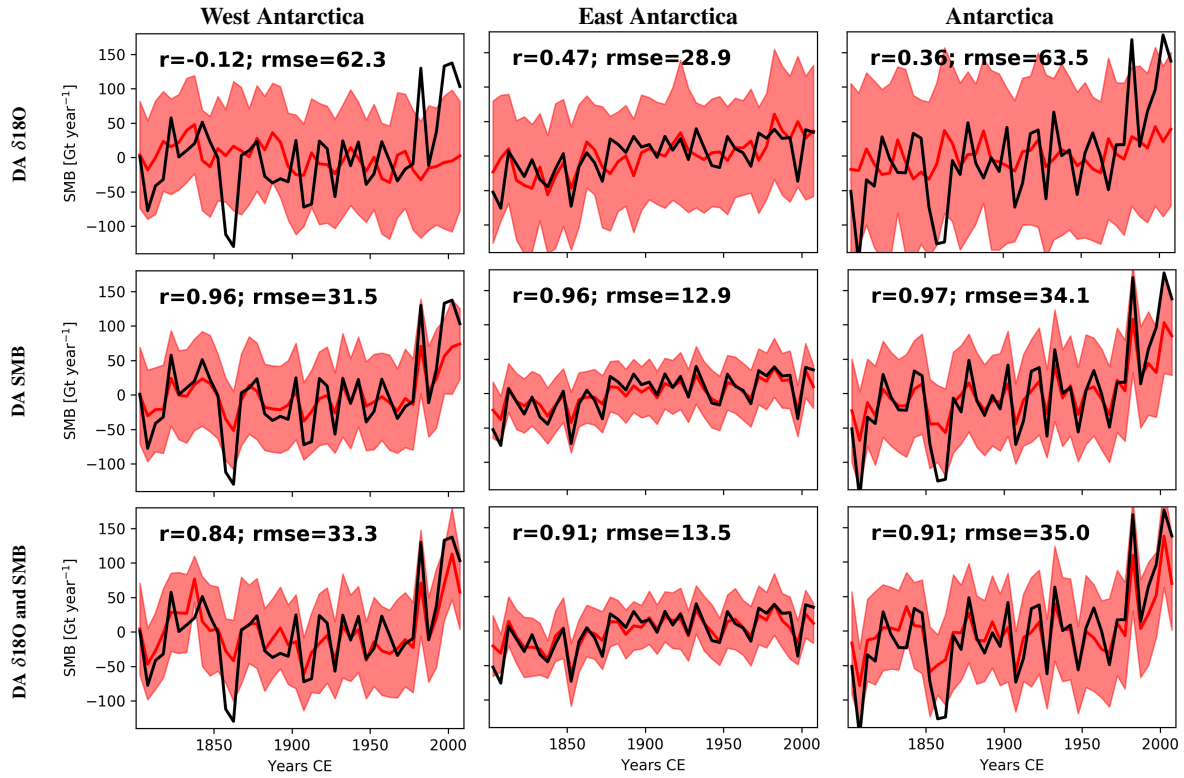 West Antarctica East Antarctica Antarctica
DA δ18O
SMB [Gt year⁻¹]
150
100
50
0
−50
−100
r=-0.12; rmse=62.3
r=0.47; rmse=28.9
r=0.36; rmse=63.5
DA SMB
SMB [Gt year⁻¹]
150
100
50
0
−50
−100
r=0.96; rmse=31.5
r=0.96; rmse=12.9
r=0.97; rmse=34.1
DA δ18O and SMB
SMB [Gt year⁻¹]
150
100
50
0
−50
−100
r=0.84; rmse=33.3
r=0.91; rmse=13.5
r=0.91; rmse=35.0
1850 1900 1950 2000 1850 1900 1950 2000 1850 1900 1950 2000
Years CE Years CE Years CE